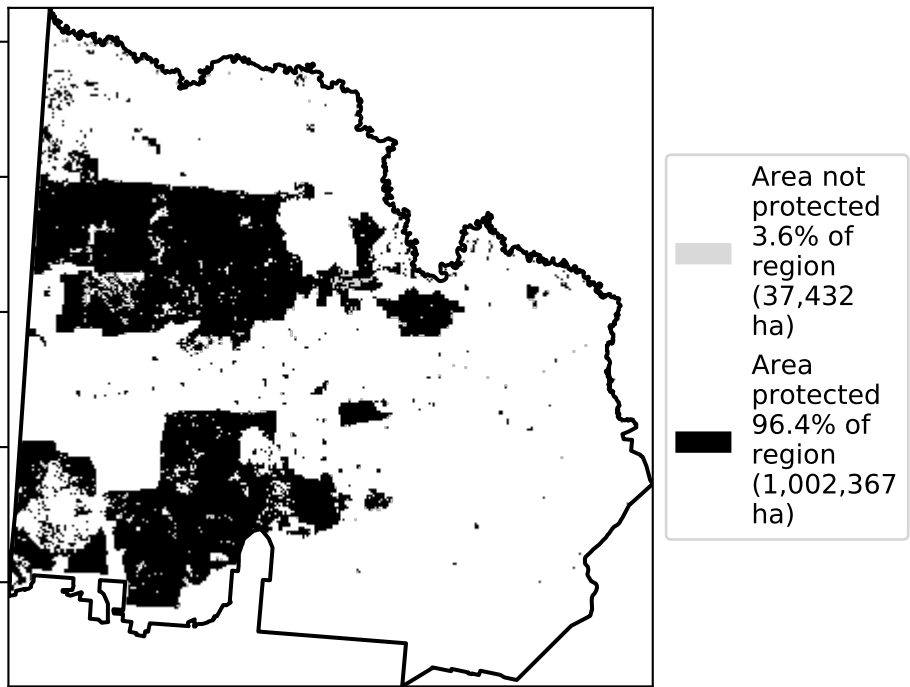 Area not
protected
3.6% of
region
(37,432
ha)
Area
protected
96.4% of
region
(1,002,367
ha)